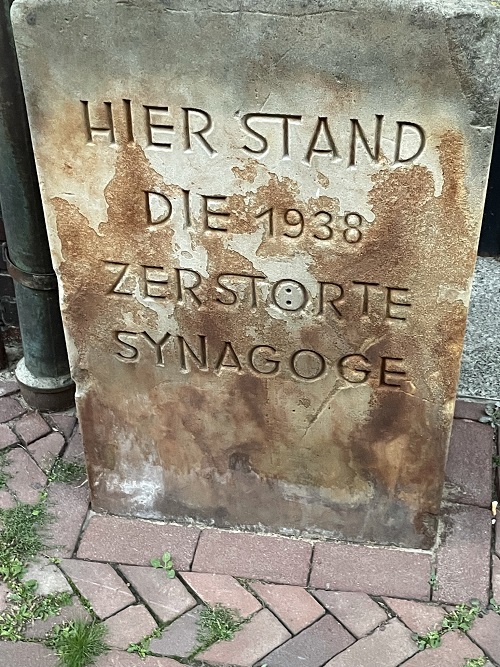 HIER STAND
DIE 1938
ZERSTÖRTE
SYNAGOGE